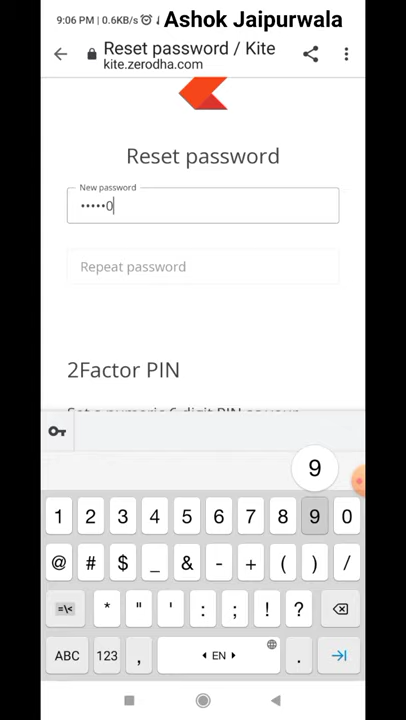 9:06 PM | 0.6KB/s
Ashok Jaipurwala
Reset password / Kite
kite.zerodha.com
Reset password
New password
•••••0
Repeat password
2Factor PIN
9
1 2 3 4 5 6 7 8 9 0
@ # $ _ & - + ( ) /
=\< * " ' : ; ! ? 
ABC 123 , EN .